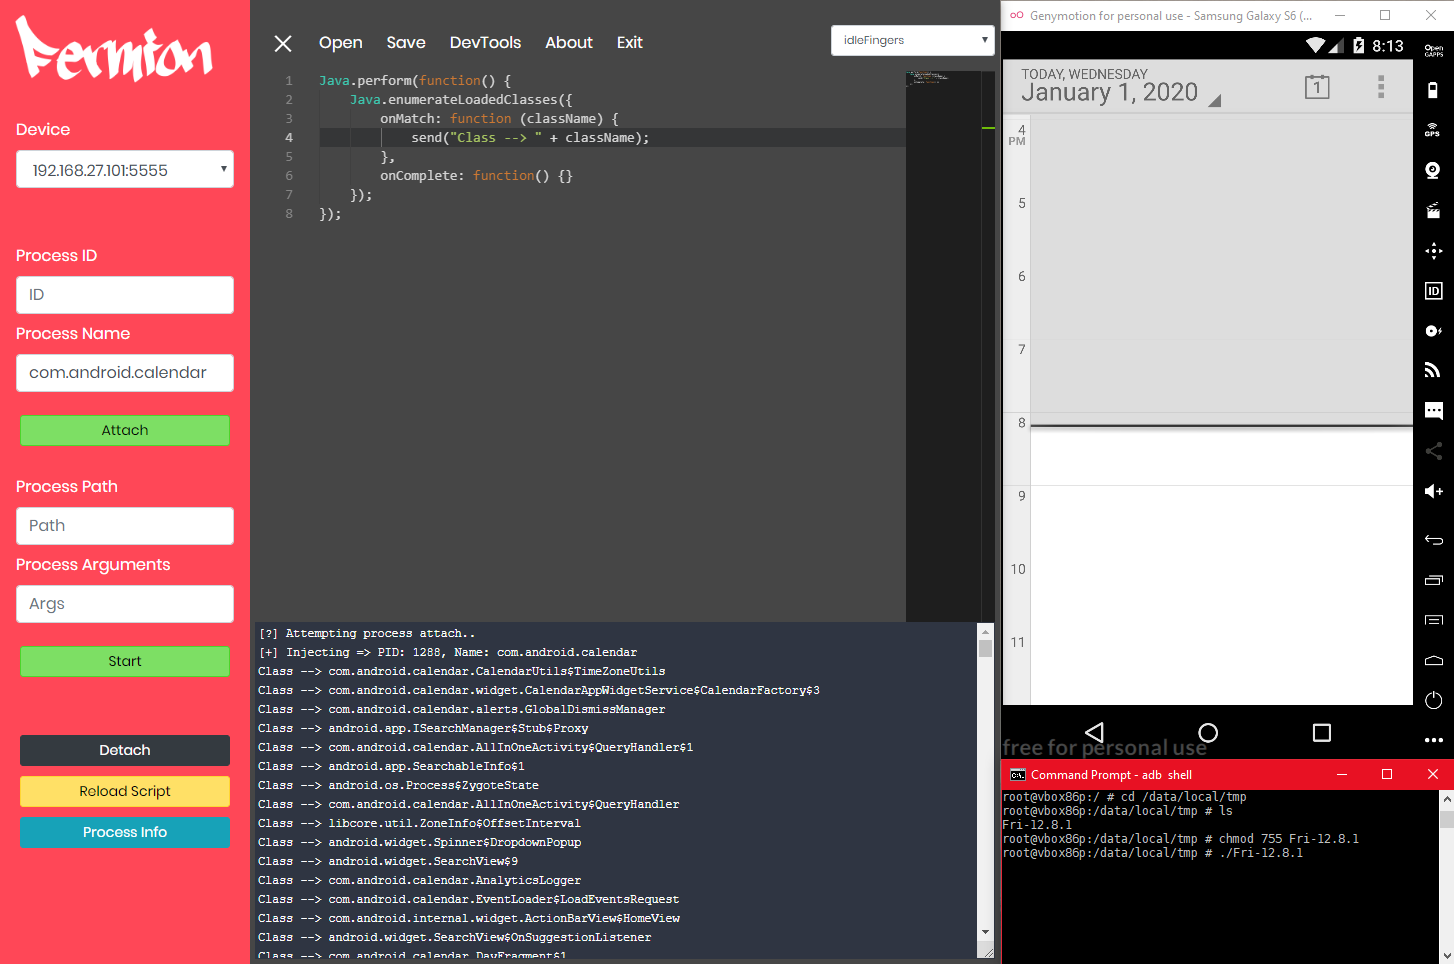 Fermion
Device
192.168.27.101:5555
Process ID
ID
Process Name
com.android.calendar
Attach
Process Path
Path
Process Arguments
Args
Start
Detach
Reload Script
Process Info
Open Save DevTools About Exit
idleFingers
1 Java.perform(function() {
2 Java.enumerateLoadedClasses({
3 onMatch: function (className) {
4 send("Class --> " + className);
5 },
6 onComplete: function() {}
7 });
8 });
[?] Attempting process attach..
[+] Injecting => PID: 1288, Name: com.android.calendar
Class --> com.android.calendar.CalendarUtils$TimeZoneUtils
Class --> com.android.calendar.widget.CalendarAppWidgetService$CalendarFactory$3
Class --> com.android.calendar.alerts.GlobalDismissManager
Class --> android.app.ISearchManager$Stub$Proxy
Class --> com.android.calendar.AllInOneActivity$QueryHandler$1
Class --> android.app.SearchableInfo$1
Class --> android.os.Process$ZygoteState
Class --> com.android.calendar.AllInOneActivity$QueryHandler
Class --> libcore.util.ZoneInfo$OffsetInterval
Class --> android.widget.Spinner$DropdownPopup
Class --> android.widget.SearchView$9
Class --> com.android.calendar.AnalyticsLogger
Class --> com.android.calendar.EventLoader$LoadEventsRequest
Class --> com.android.internal.widget.ActionBarView$HomeView
Class --> android.widget.SearchView$OnSuggestionListener
Class --> com.android.calendar.DayFragment$1
Genymotion for personal use - Samsung Galaxy S6 (...
8:13
TODAY, WEDNESDAY
January 1, 2020
1
4
PM
5
6
7
8
9
10
11
Open
GAPPS
GPS
ID
free for personal use
Command Prompt - adb shell
root@vbox86p:/ # cd /data/local/tmp
root@vbox86p:/data/local/tmp # ls
Fri-12.8.1
root@vbox86p:/data/local/tmp # chmod 755 Fri-12.8.1
root@vbox86p:/data/local/tmp # ./Fri-12.8.1